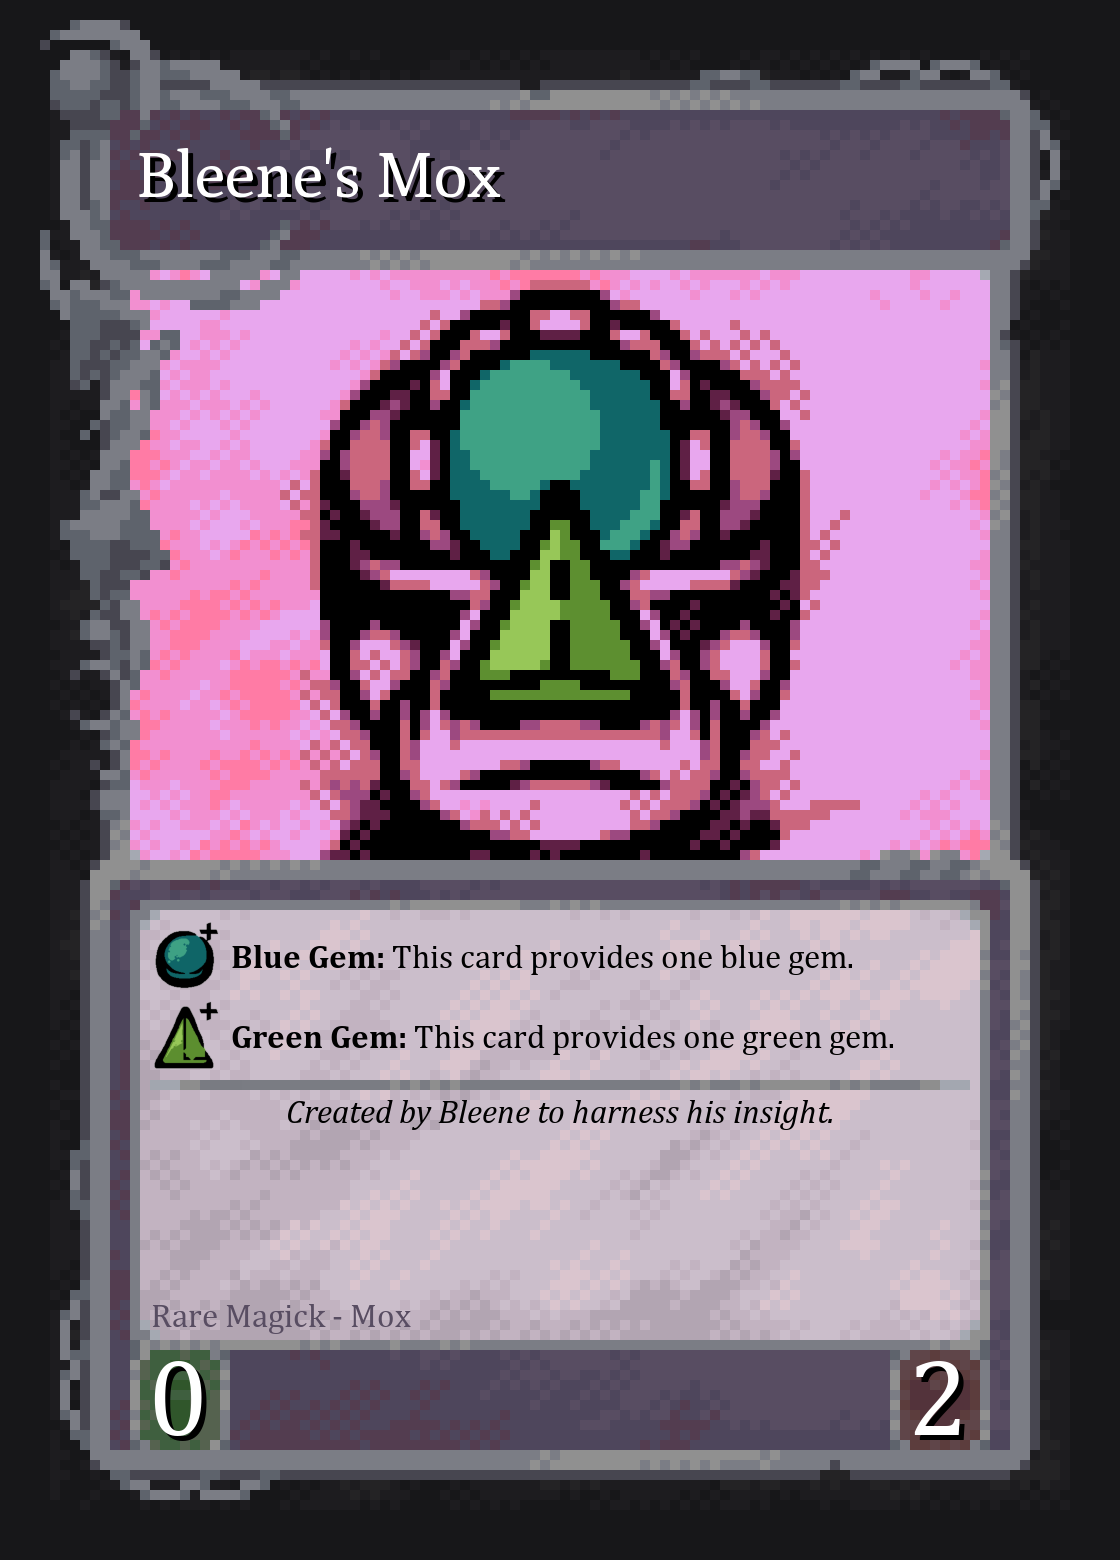 Bleene's Mox
Blue Gem: This card provides one blue gem.
Green Gem: This card provides one green gem.
Created by Bleene to harness his insight.
Rare Magick - Mox
0
2